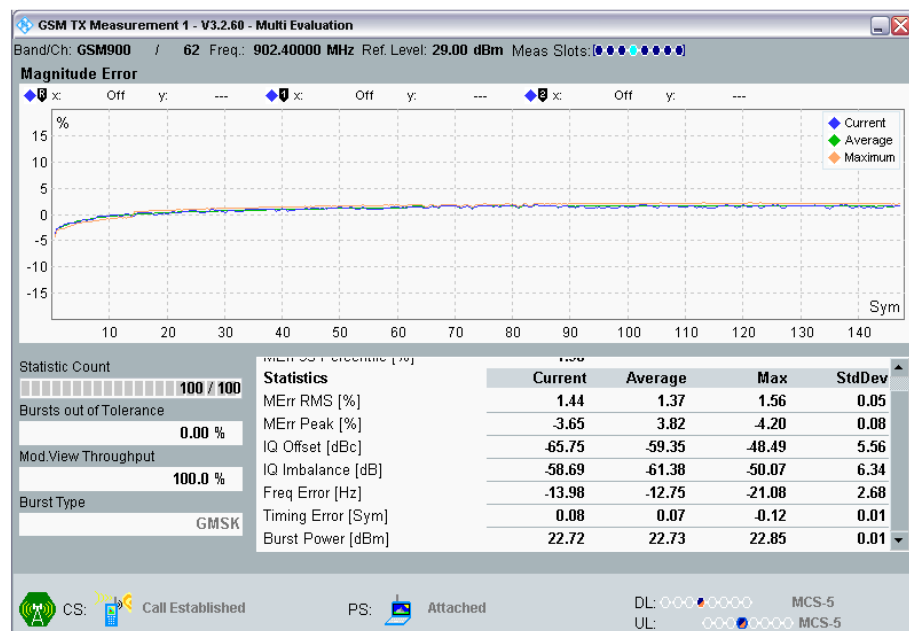 GSM TX Measurement 1 - V3.2.60 - Multi Evaluation
Band/Ch: GSM900 / 62 Freq.: 902.40000 MHz Ref. Level: 29.00 dBm Meas Slots:
Magnitude Error
R x: Off y: --- 1 x: Off y: --- 2 x: Off y: ---
%
Current
Average
Maximum
15
10
5
0
-5
-10
-15
Sym
10 20 30 40 50 60 70 80 90 100 110 120 130 140
Statistic Count
100 / 100
Bursts out of Tolerance
0.00 %
Mod.View Throughput
100.0 %
Burst Type
GMSK
Statistics Current Average Max StdDev
MErr RMS [%] 1.44 1.37 1.56 0.05
MErr Peak [%] -3.65 3.82 -4.20 0.08
IQ Offset [dBc] -65.75 -59.35 -48.49 5.56
IQ Imbalance [dB] -58.69 -61.38 -50.07 6.34
Freq Error [Hz] -13.98 -12.75 -21.08 2.68
Timing Error [Sym] 0.08 0.07 -0.12 0.01
Burst Power [dBm] 22.72 22.73 22.85 0.01
CS: Call Established PS: Attached
DL: MCS-5
UL: MCS-5